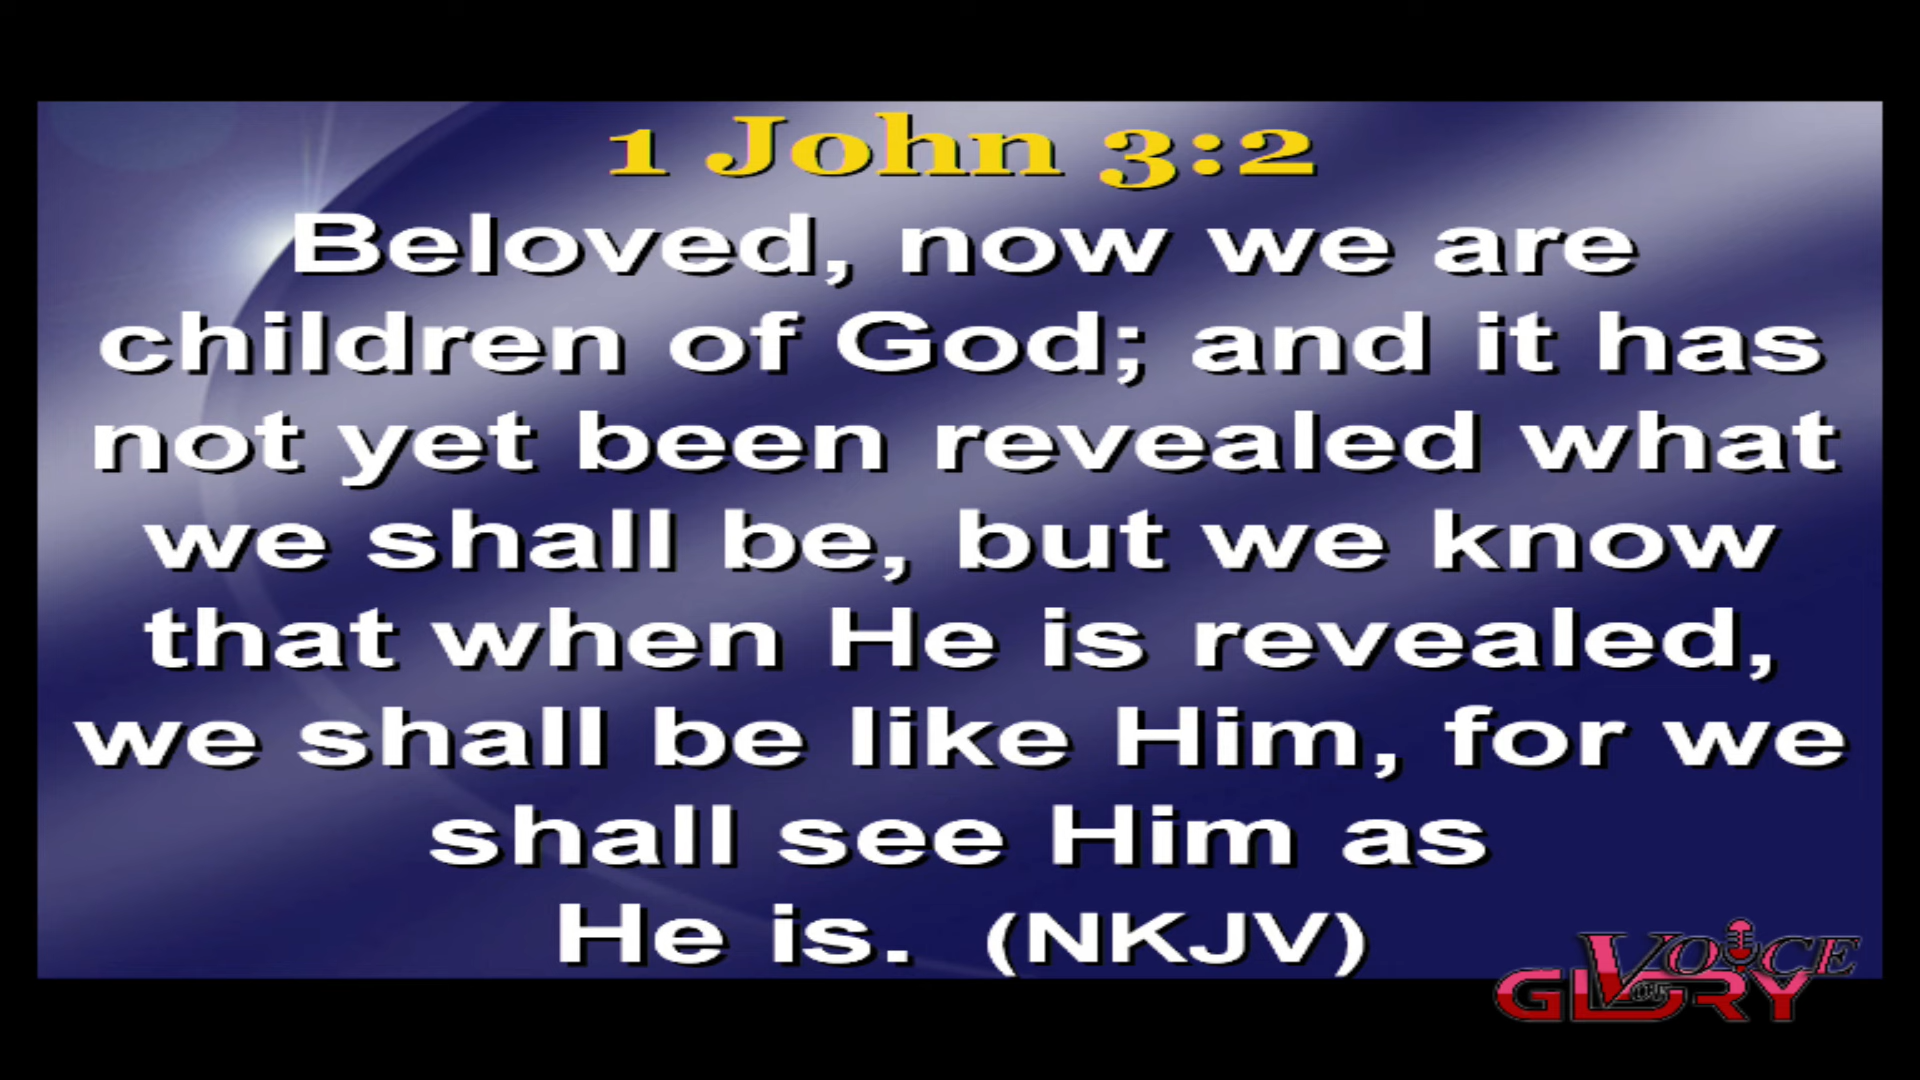 1 John 3:2
Beloved, now we are
children of God; and it has
not yet been revealed what
we shall be, but we know
that when He is revealed,
we shall be like Him, for we
shall see Him as
He is. (NKJV)
VOICE
OF
GLORY